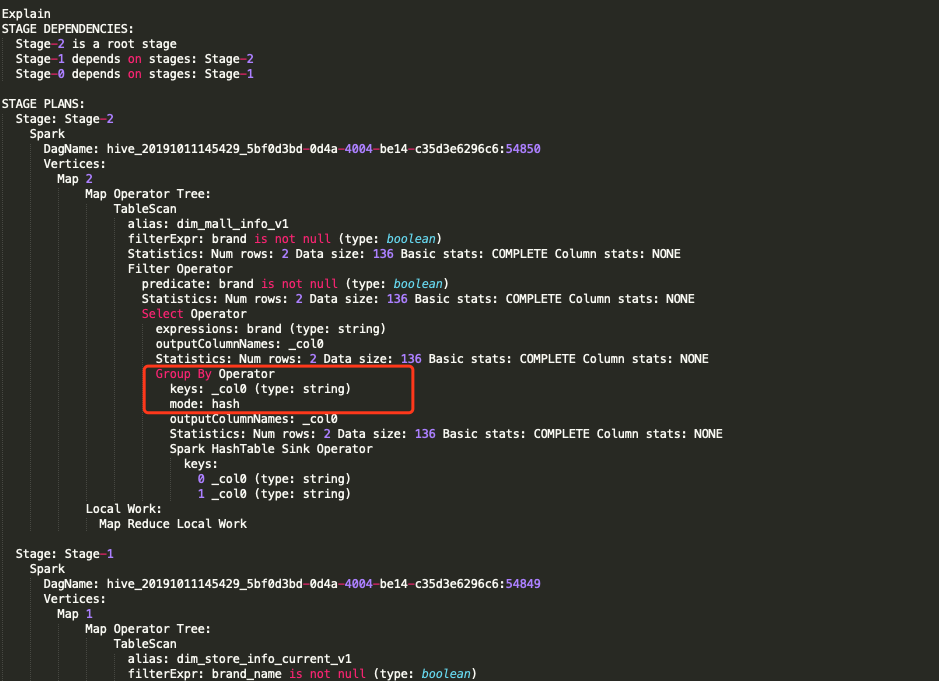 Explain
STAGE DEPENDENCIES:
  Stage-2 is a root stage
  Stage-1 depends on stages: Stage-2
  Stage-0 depends on stages: Stage-1

STAGE PLANS:
  Stage: Stage-2
    Spark
      DagName: hive_20191011145429_5bf0d3bd-0d4a-4004-be14-c35d3e6296c6:54850
      Vertices:
        Map 2
            Map Operator Tree:
                TableScan
                  alias: dim_mall_info_v1
                  filterExpr: brand is not null (type: boolean)
                  Statistics: Num rows: 2 Data size: 136 Basic stats: COMPLETE Column stats: NONE
                  Filter Operator
                    predicate: brand is not null (type: boolean)
                    Statistics: Num rows: 2 Data size: 136 Basic stats: COMPLETE Column stats: NONE
                    Select Operator
                      expressions: brand (type: string)
                      outputColumnNames: _col0
                      Statistics: Num rows: 2 Data size: 136 Basic stats: COMPLETE Column stats: NONE
                      Group By Operator
                        keys: _col0 (type: string)
                        mode: hash
                        outputColumnNames: _col0
                        Statistics: Num rows: 2 Data size: 136 Basic stats: COMPLETE Column stats: NONE
                        Spark HashTable Sink Operator
                          keys:
                            0 _col0 (type: string)
                            1 _col0 (type: string)
            Local Work:
              Map Reduce Local Work

  Stage: Stage-1
    Spark
      DagName: hive_20191011145429_5bf0d3bd-0d4a-4004-be14-c35d3e6296c6:54849
      Vertices:
        Map 1
            Map Operator Tree:
                TableScan
                  alias: dim_store_info_current_v1
                  filterExpr: brand_name is not null (type: boolean)